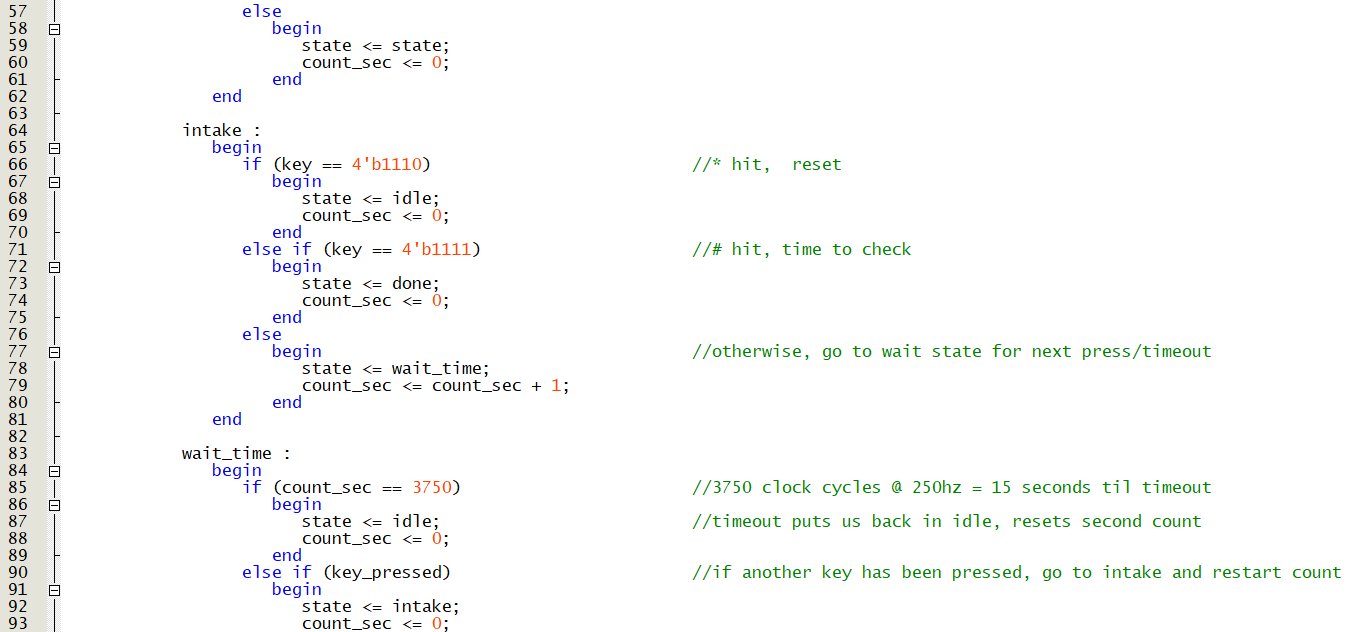 57 else
58 begin
59 state <= state;
60 count_sec <= 0;
61 end
62 end
63
64 intake :
65 begin
66 if (key == 4'b1110) //* hit, reset
67 begin
68 state <= idle;
69 count_sec <= 0;
70 end
71 else if (key == 4'b1111) //# hit, time to check
72 begin
73 state <= done;
74 count_sec <= 0;
75 end
76 else
77 begin //otherwise, go to wait state for next press/timeout
78 state <= wait_time;
79 count_sec <= count_sec + 1;
80 end
81 end
82
83 wait_time :
84 begin
85 if (count_sec == 3750) //3750 clock cycles @ 250hz = 15 seconds til timeout
86 begin
87 state <= idle; //timeout puts us back in idle, resets second count
88 count_sec <= 0;
89 end
90 else if (key_pressed) //if another key has been pressed, go to intake and restart count
91 begin
92 state <= intake;
93 count_sec <= 0;